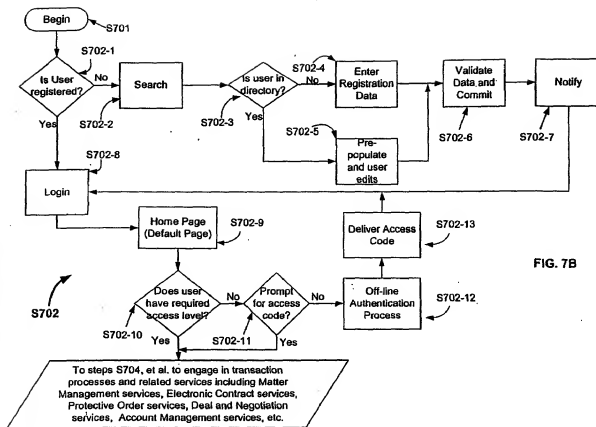 Begin
S701
S702-1
Is User
registered?
No
Yes
Search
S702-2
Is user in
directory?
S702-3
No
Yes
S702-4
Enter
Registration
Data
S702-5
Pre-
populate
and user
edits
Validate
Data and
Commit
S702-6
Notify
S702-7
S702-8
Login
Home Page
(Default Page)
S702-9
Deliver Access
Code
S702-13
FIG. 7B
S702
Does user
have required
access level?
S702-10
No
Yes
Prompt
for access
code?
S702-11
No
Yes
Off-line
Authentication
Process
S702-12
To steps S704, et al. to engage in transaction
processes and related services including Matter
Management services, Electronic Contract services,
Protective Order services, Deal and Negotiation
services, Account Management services, etc.